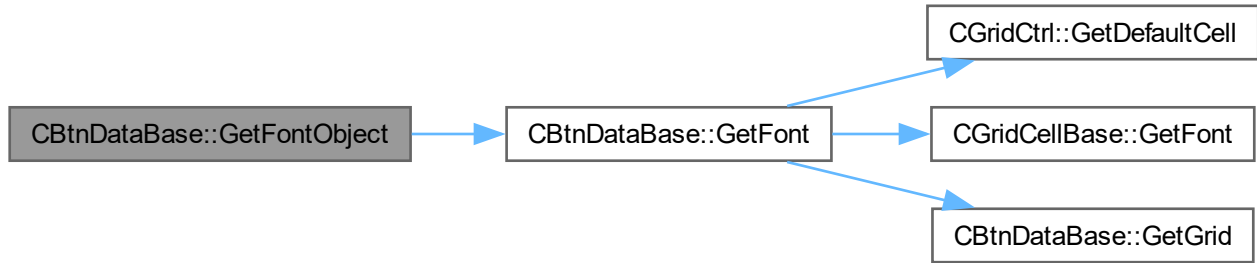 CGridCtrl::GetDefaultCell
CBtnDataBase::GetFontObject
CBtnDataBase::GetFont
CGridCellBase::GetFont
CBtnDataBase::GetGrid